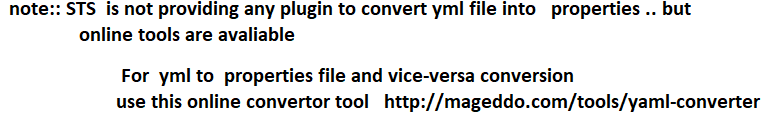 note:: STS is not providing any plugin to convert yml file into properties .. but
online tools are avaliable
For yml to properties file and vice-versa conversion
use this online convertor tool http://mageddo.com/tools/yaml-converter